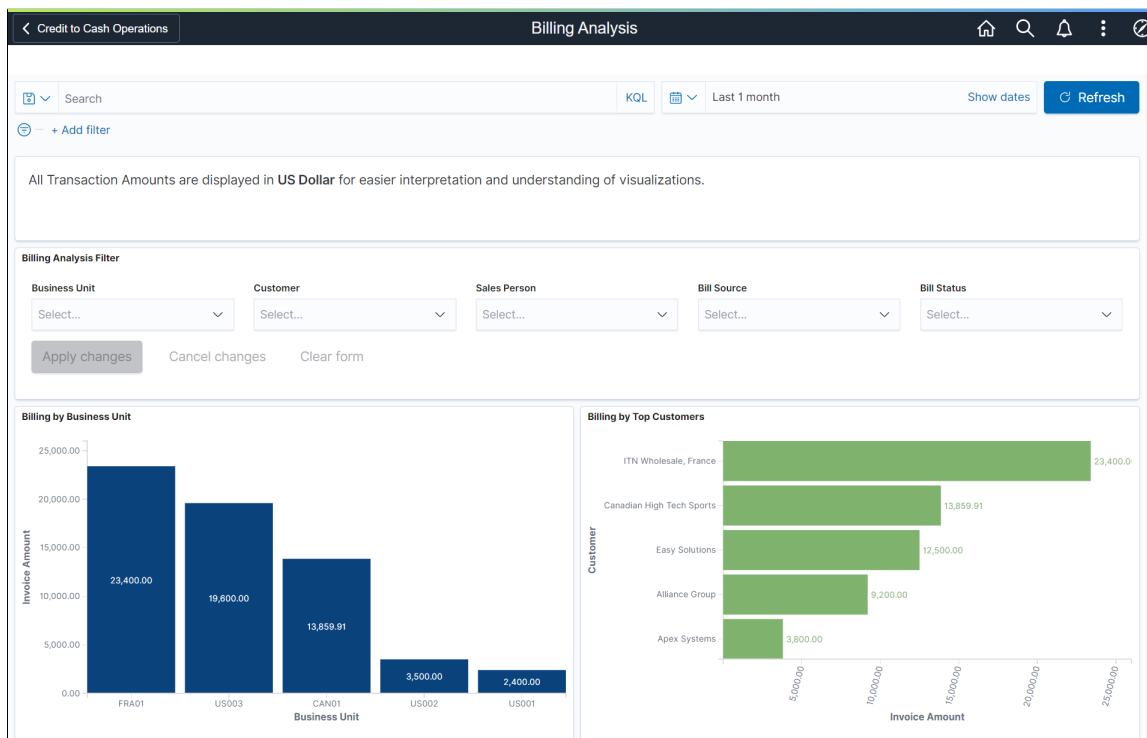 Credit to Cash Operations
Billing Analysis
Search
KQL
Last 1 month
Show dates
Refresh
+ Add filter
All Transaction Amounts are displayed in US Dollar for easier interpretation and understanding of visualizations.
Billing Analysis Filter
Business Unit
Customer
Sales Person
Bill Source
Bill Status
Select...
Select...
Select...
Select...
Select...
Apply changes
Cancel changes
Clear form
Billing by Business Unit
25,000.00
20,000.00
15,000.00
10,000.00
5,000.00
0.00
Invoice Amount
23,400.00
19,600.00
13,859.91
3,500.00
2,400.00
FRA01
US003
CAN01
US002
US001
Business Unit
Billing by Top Customers
Customer
ITN Wholesale, France
23,400.0
Canadian High Tech Sports
13,859.91
Easy Solutions
12,500.00
Alliance Group
9,200.00
Apex Systems
3,800.00
5,000.00
10,000.00
15,000.00
20,000.00
25,000.00
Invoice Amount